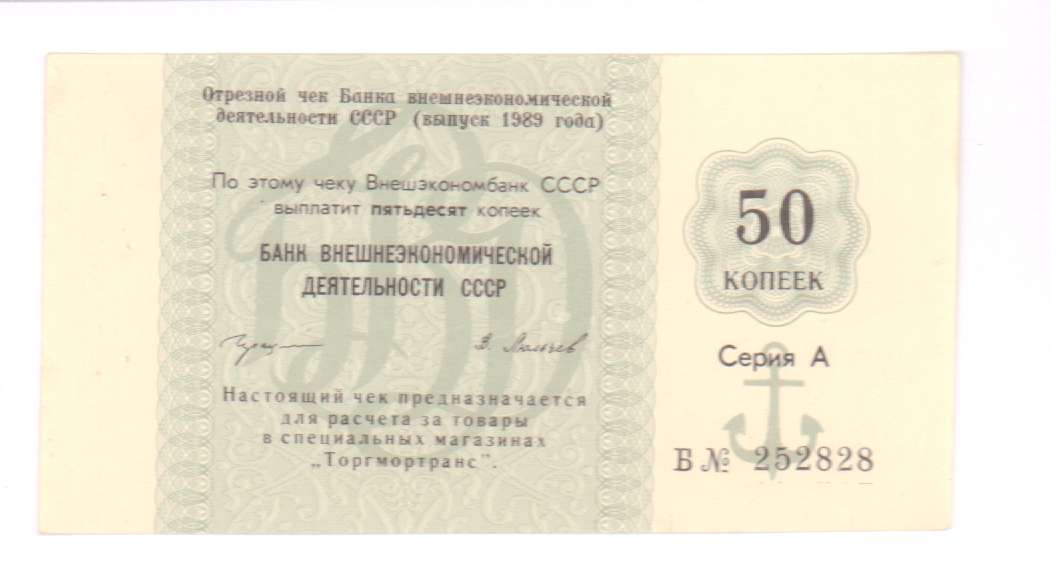 Отрезной чек Банка внешнеэкономической
деятельности СССР (выпуск 1989 года)
По этому чеку Внешэкономбанк СССР
выплатит пятьдесят копеек
БАНК ВНЕШНЕЭКОНОМИЧЕСКОЙ
ДЕЯТЕЛЬНОСТИ СССР
Настоящий чек предназначается
для расчета за товары
в специальных магазинах
„Торгмортранс".
50
КОПЕЕК
Серия А
Б № 252828